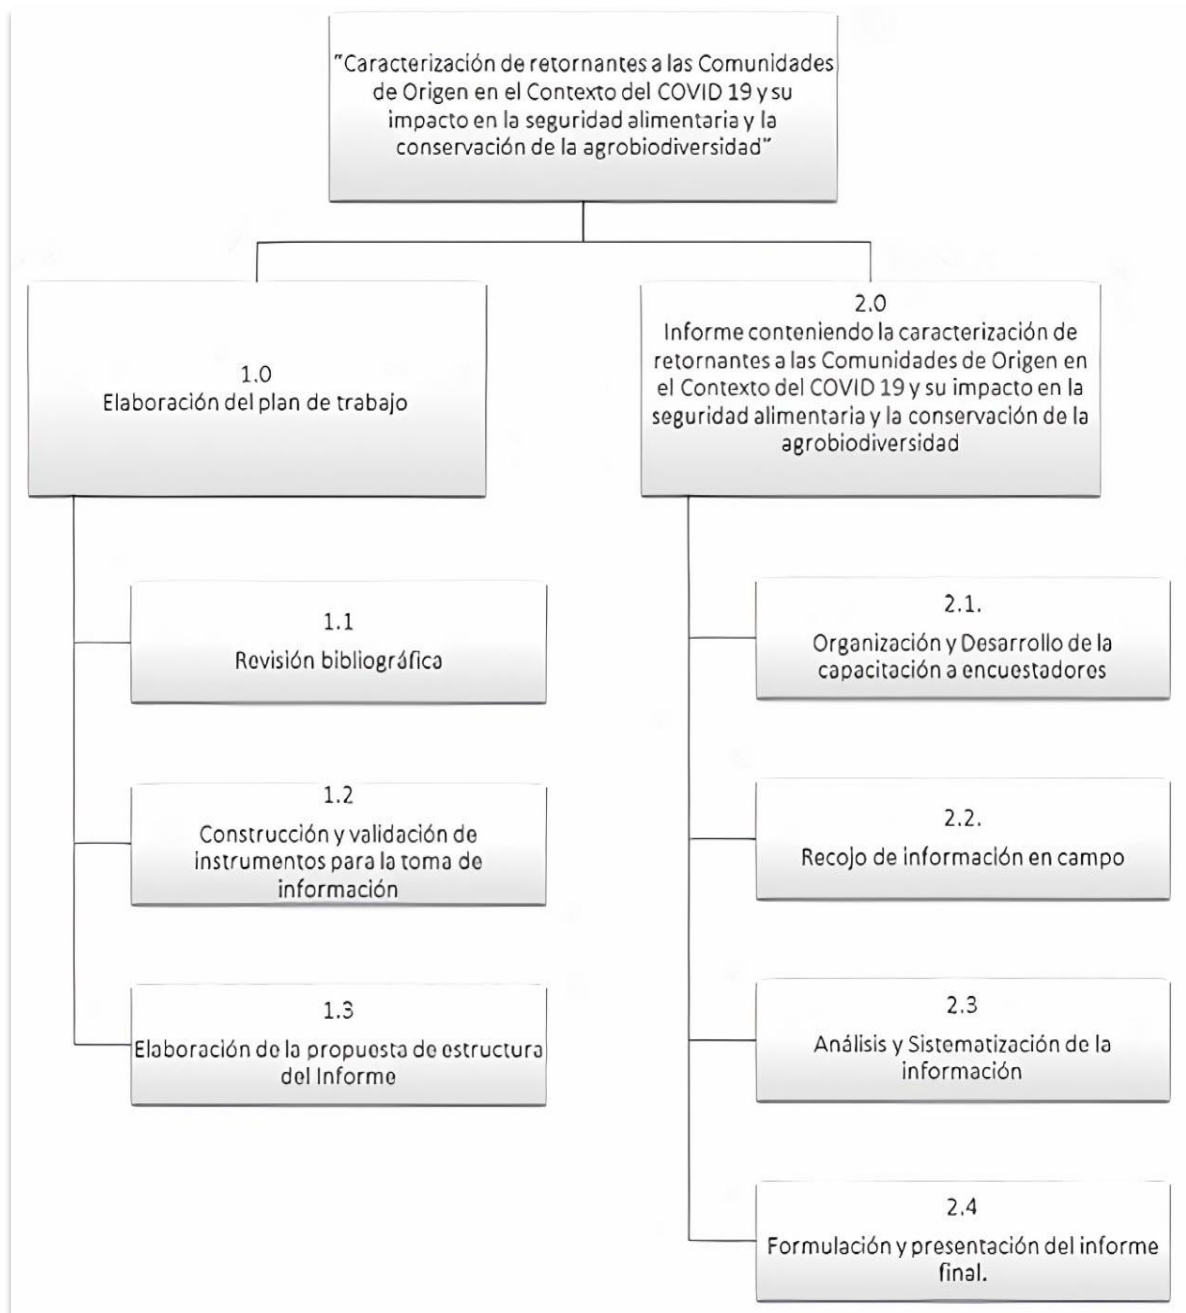 "Caracterización de retornantes a las Comunidades
de Origen en el Contexto del COVID 19 y su
impacto en la seguridad alimentaria y la
conservación de la agrobiodiversidad"
1.0
Elaboración del plan de trabajo
2.0
Informe conteniendo la caracterización de
retornantes a las Comunidades de Origen en
el Contexto del COVID 19 y su impacto en la
seguridad alimentaria y la conservación de la
agrobiodiversidad
1.1
Revisión bibliográfica
1.2
Construcción y validación de
instrumentos para la toma de
información
1.3
Elaboración de la propuesta de estructura
del Informe
2.1.
Organización y Desarrollo de la
capacitación a encuestadores
2.2.
Recojo de información en campo
2.3
Análisis y Sistematización de la
información
2.4
Formulación y presentación del informe
final.